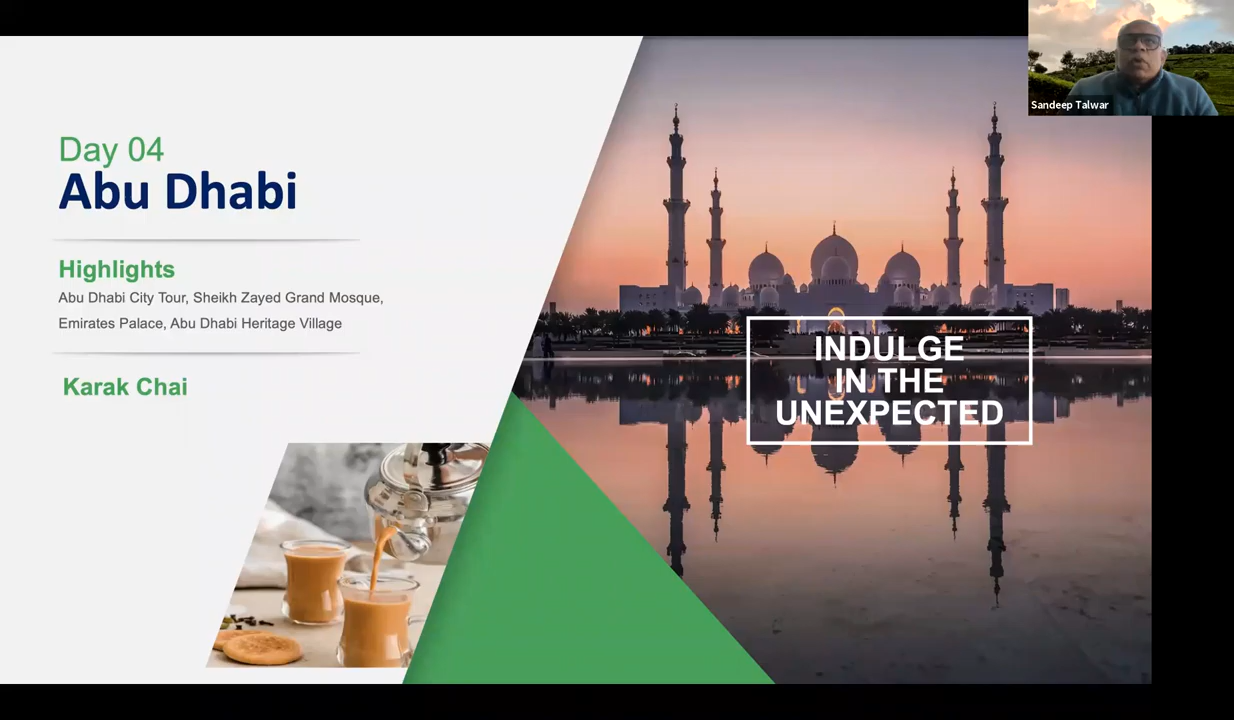 Sandeep Talwar
Day 04
Abu Dhabi
Highlights
Abu Dhabi City Tour, Sheikh Zayed Grand Mosque,
Emirates Palace, Abu Dhabi Heritage Village
Karak Chai
INDULGE
IN THE
UNEXPECTED